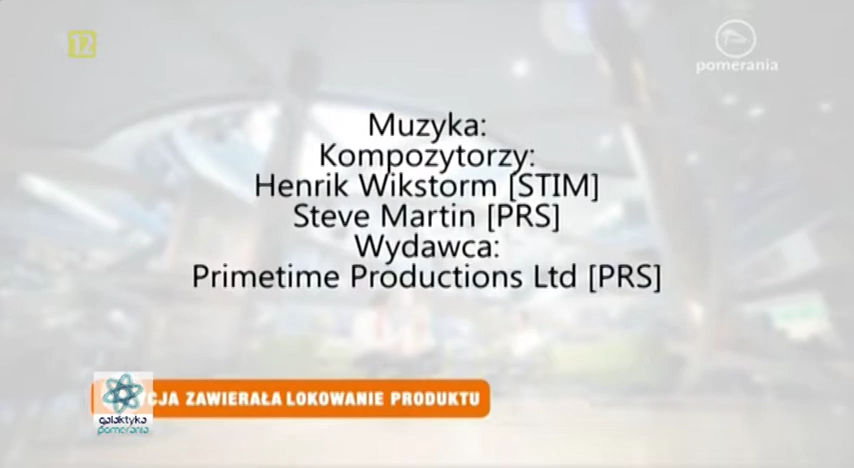 12
pomerania
Muzyka:
Kompozytorzy:
Henrik Wikstorm [STIM]
Steve Martin [PRS]
Wydawca:
Primetime Productions Ltd [PRS]
ZAWIERAŁA LOKOWANIE PRODUKTU
galaktyka
pomerania